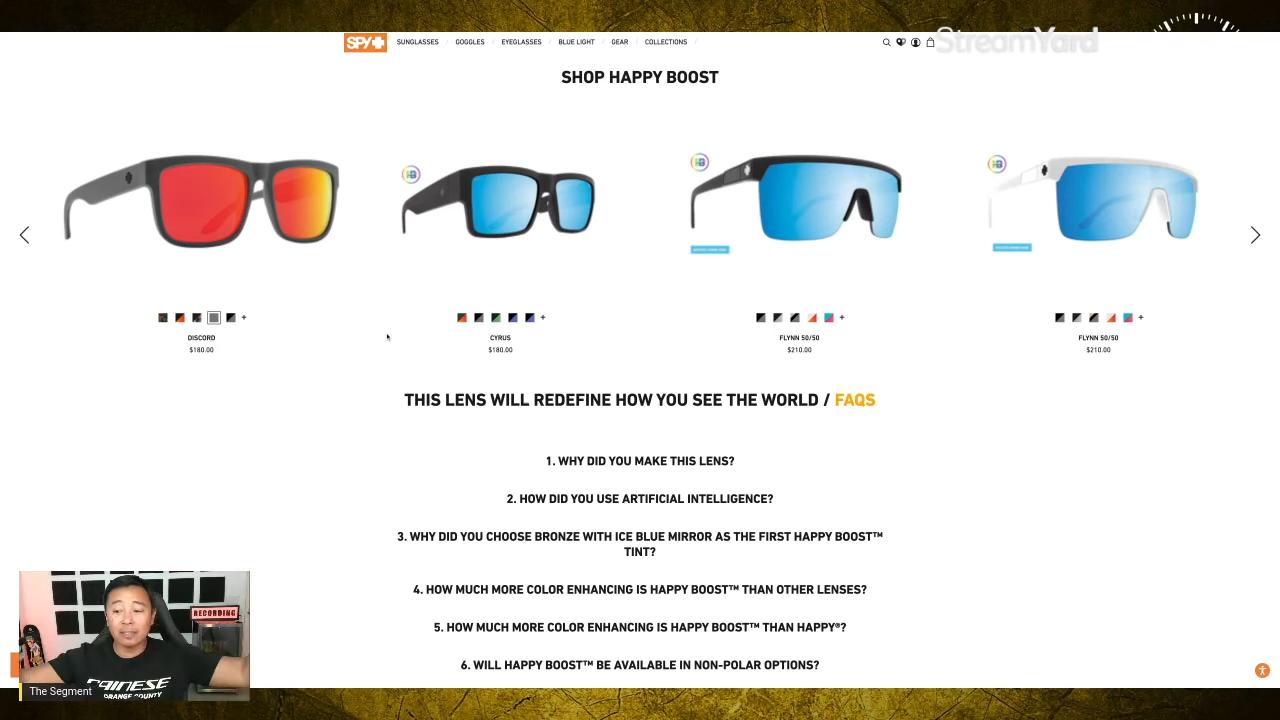 StreamYard
SPY
SUNGLASSES / GOGGLES / EYEGLASSES / BLUE LIGHT / GEAR / COLLECTIONS /
SHOP HAPPY BOOST
HB
HB
HB
+
+
+
+
DISCORD
CYRUS
FLYNN 50/50
FLYNN 50/50
$180.00
$180.00
$210.00
$210.00
THIS LENS WILL REDEFINE HOW YOU SEE THE WORLD / FAQS
1. WHY DID YOU MAKE THIS LENS?
2. HOW DID YOU USE ARTIFICIAL INTELLIGENCE?
3. WHY DID YOU CHOOSE BRONZE WITH ICE BLUE MIRROR AS THE FIRST HAPPY BOOST™
TINT?
4. HOW MUCH MORE COLOR ENHANCING IS HAPPY BOOST™ THAN OTHER LENSES?
5. HOW MUCH MORE COLOR ENHANCING IS HAPPY BOOST™ THAN HAPPY®?
6. WILL HAPPY BOOST™ BE AVAILABLE IN NON-POLAR OPTIONS?
RECORDING
ORANGE COUNTY
The Segment